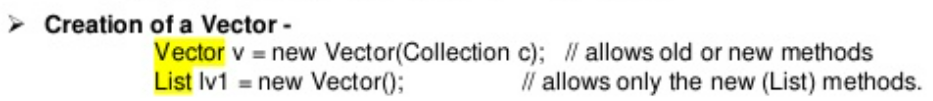 ➢ Creation of a Vector -
Vector v = new Vector(Collection c); // allows old or new methods
List lv1 = new Vector(); // allows only the new (List) methods.